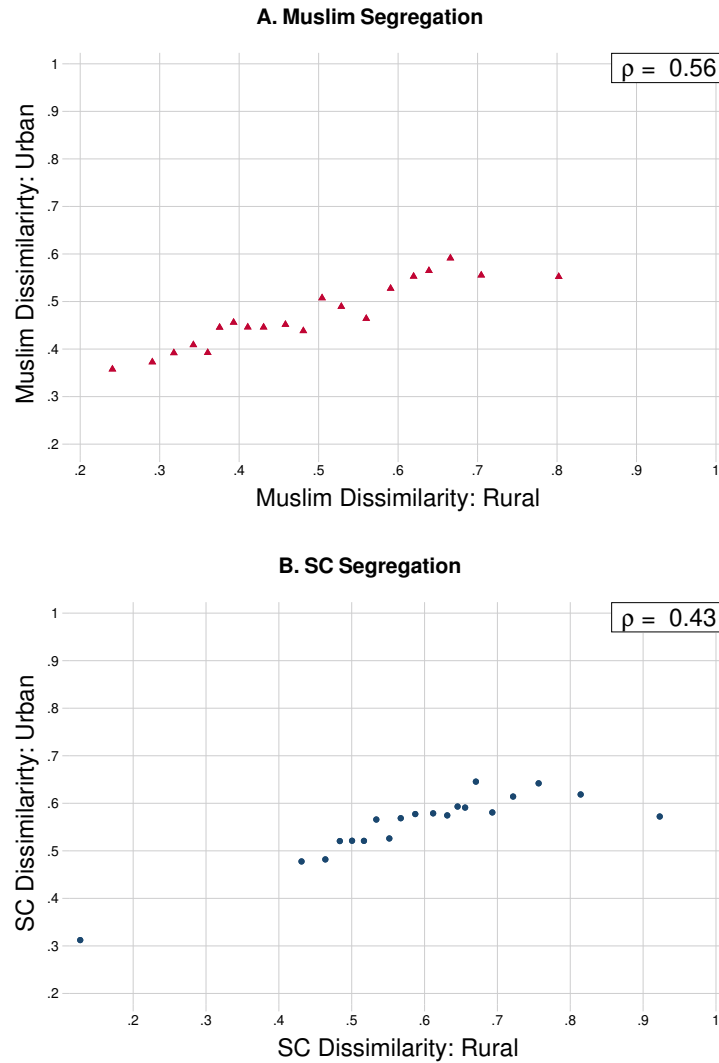 A. Muslim Segregation
ρ = 0.56
1
.9
.8
.7
.6
.5
.4
.3
.2
Muslim Dissimilarirty: Urban
.2 .3 .4 .5 .6 .7 .8 .9 1
Muslim Dissimilarity: Rural
B. SC Segregation
ρ = 0.43
1
.9
.8
.7
.6
.5
.4
.3
.2
SC Dissimilarirty: Urban
.2 .3 .4 .5 .6 .7 .8 .9 1
SC Dissimilarity: Rural